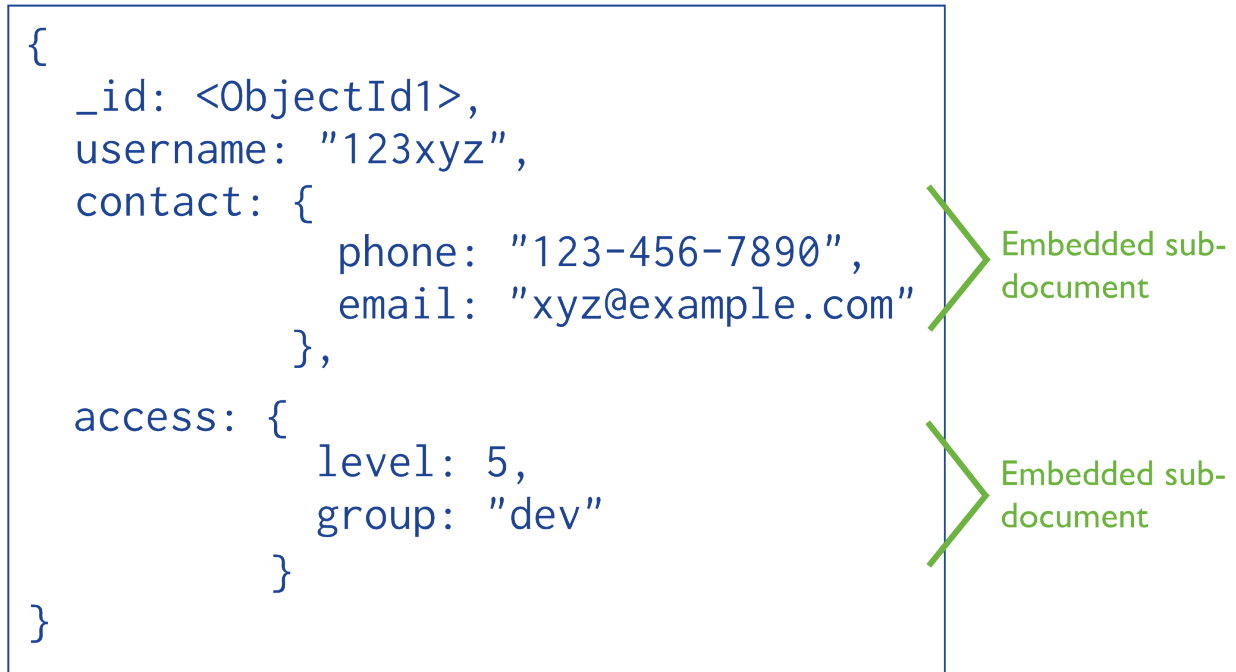 {
_id: <ObjectId1>,
username: "123xyz",
contact: {
phone: "123-456-7890",
email: "xyz@example.com"
},
access: {
level: 5,
group: "dev"
}
}
Embedded sub-
document
Embedded sub-
document